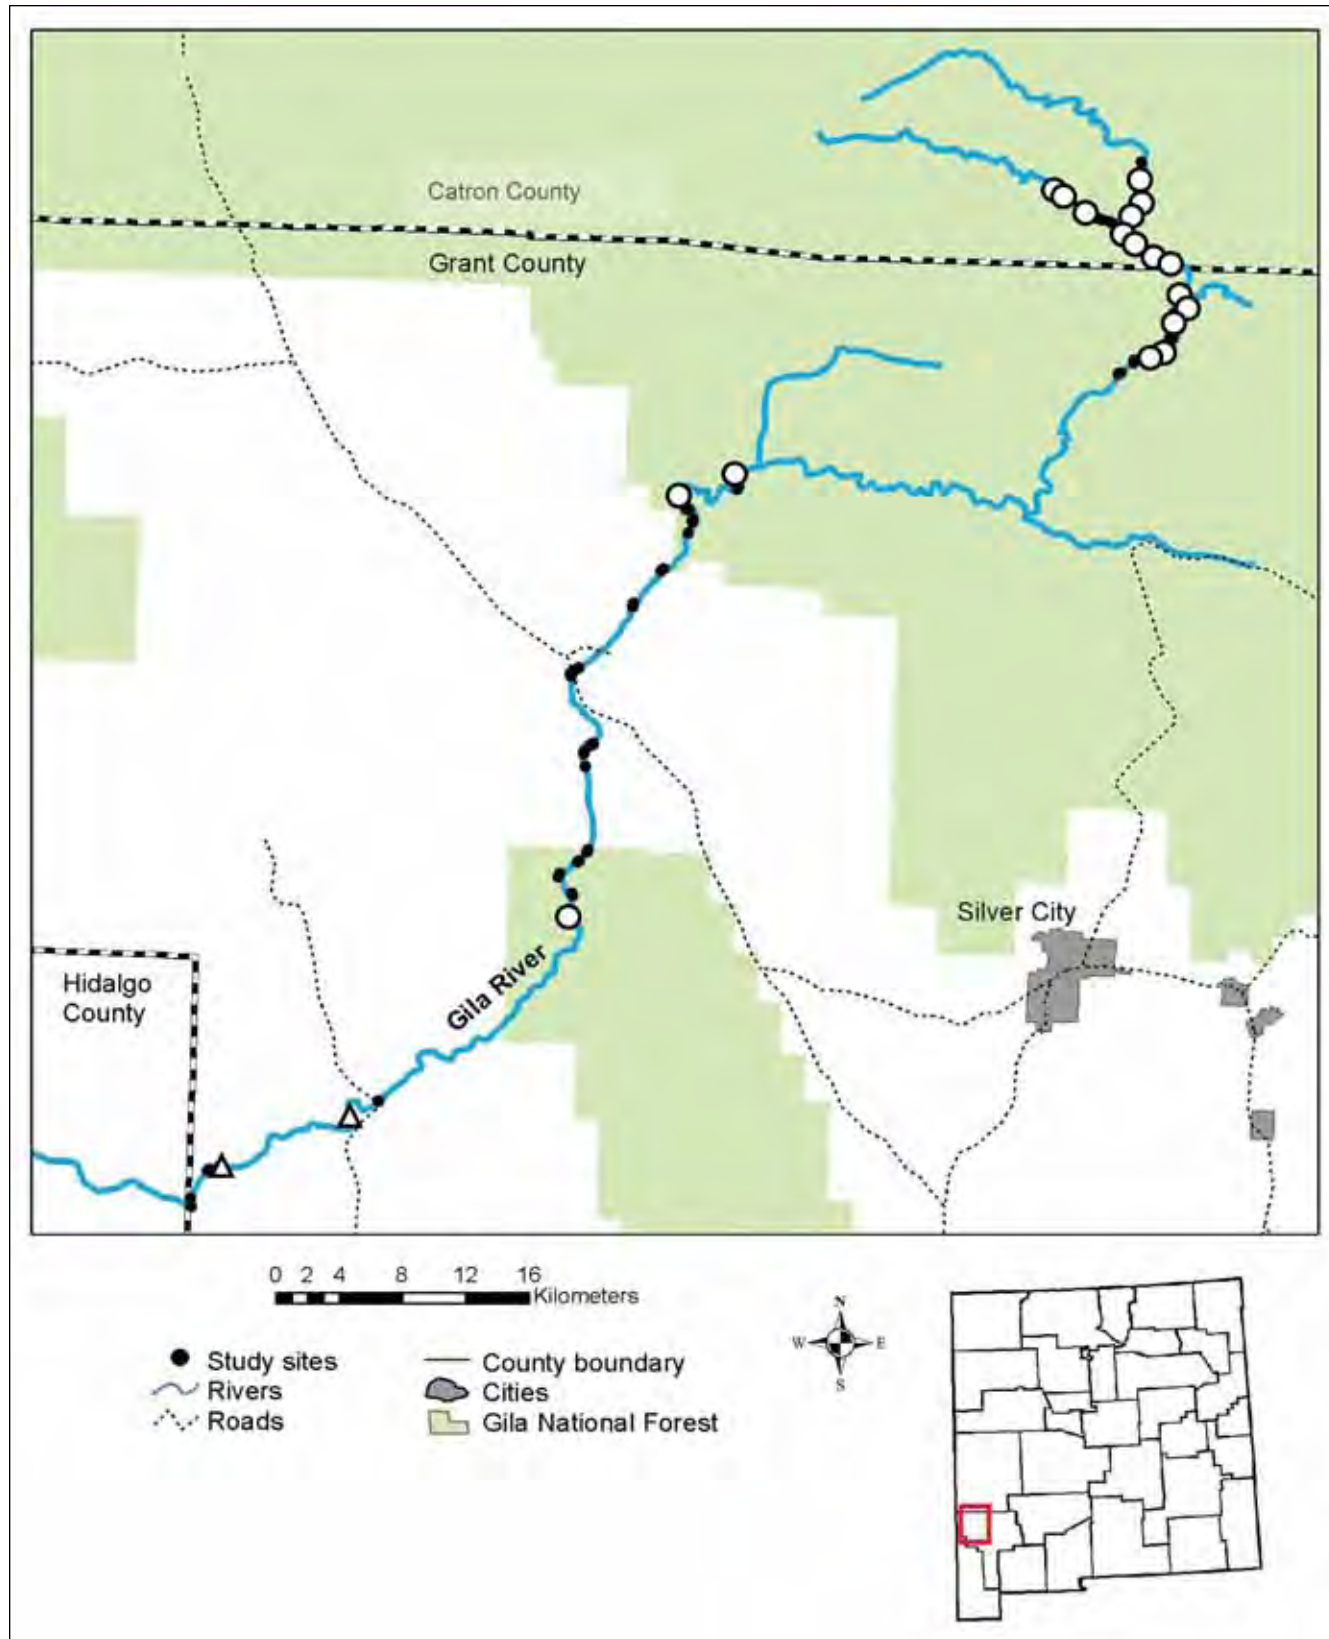 Catron County
Grant County
Silver City
Hidalgo
County
Gila River
0 2 4 8 12 16
Kilometers
Study sites
Rivers
Roads
County boundary
Cities
Gila National Forest
N
W E
S